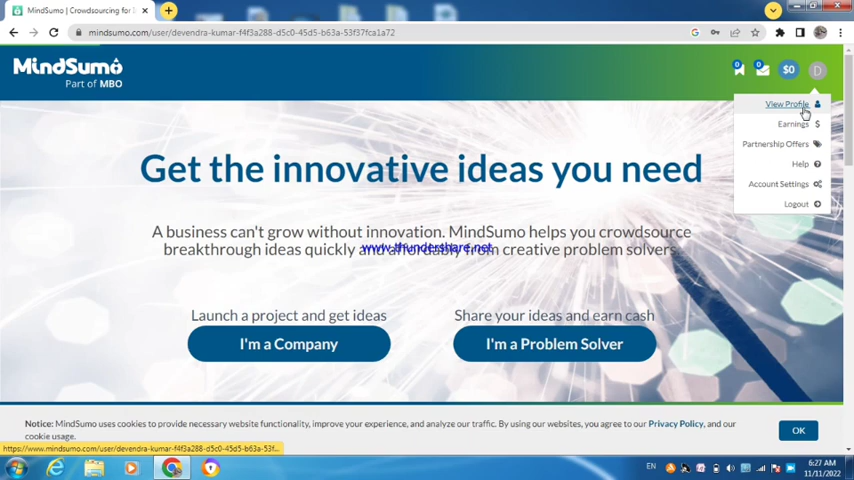 MindSumo | Crowdsourcing for
mindsumo.com/user/devendra-kumar-f4f3a288-d5c0-45d5-b63a-53f37fca1a72
MindSumo
Part of MBO
0
0
$0
D
View Profile
Earnings
Partnership Offers
Help
Account Settings
Logout
Get the innovative ideas you need
A business can't grow without innovation. MindSumo helps you crowdsource
breakthrough ideas quickly and affordably from creative problem solvers.
www.thundershare.net
Launch a project and get ideas
Share your ideas and earn cash
I'm a Company
I'm a Problem Solver
Notice: MindSumo uses cookies to provide necessary website functionality, improve your experience, and analyze our traffic. By using our websites, you agree to our Privacy Policy, and our
cookie usage.
OK
https://www.mindsumo.com/user/devendra-kumar-f4f3a288-d5c0-45d5-b63a-53f...
EN
6:27 AM
11/11/2022